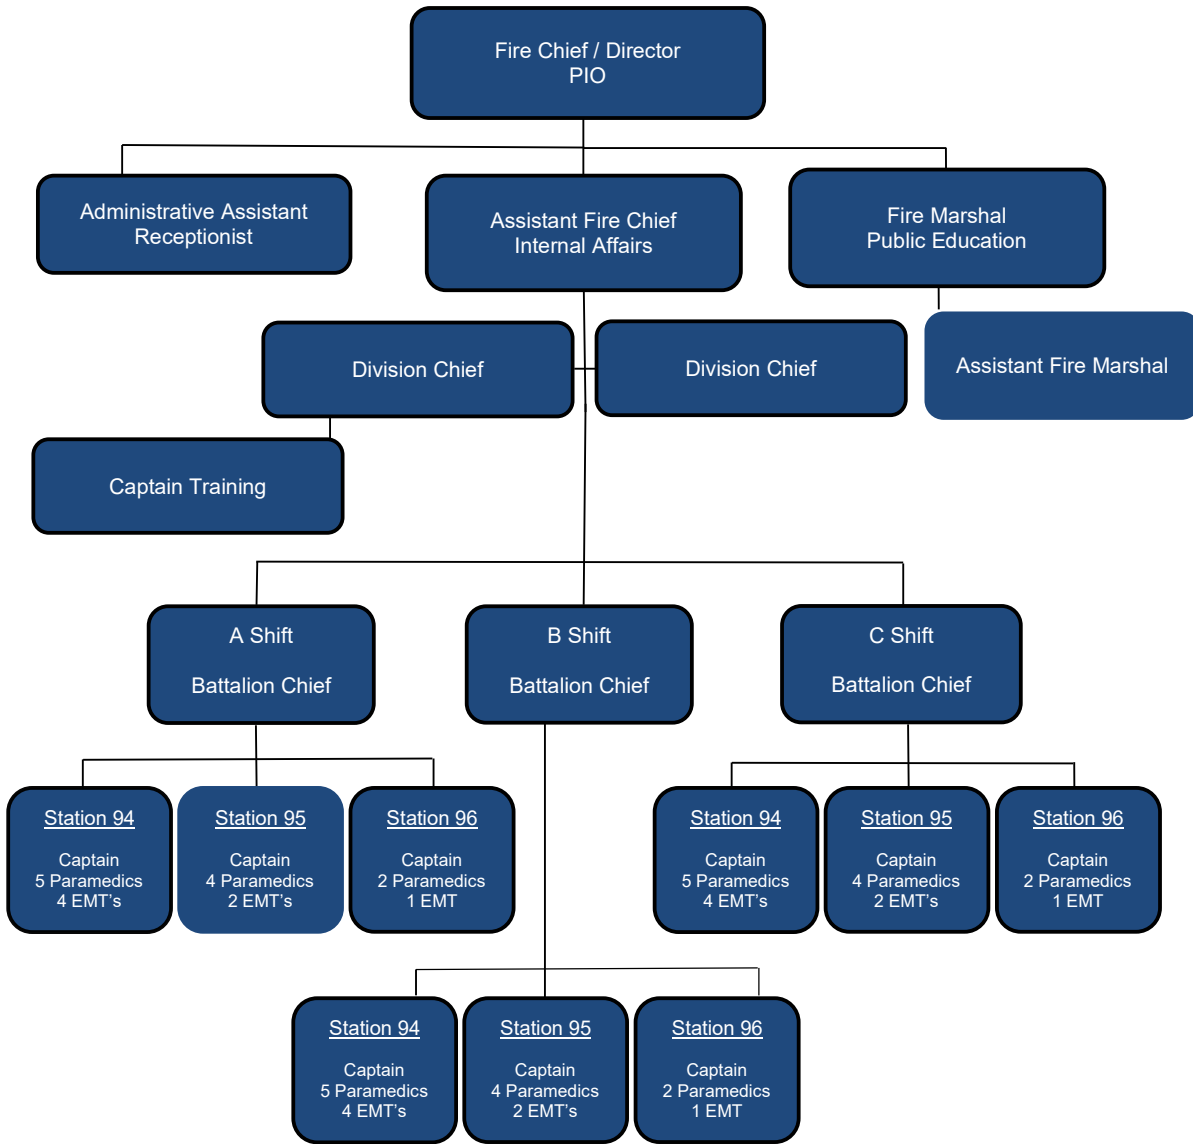 Fire Chief / Director
PIO
Administrative Assistant
Receptionist
Assistant Fire Chief
Internal Affairs
Fire Marshal
Public Education
Division Chief
Division Chief
Assistant Fire Marshal
Captain Training
A Shift
Battalion Chief
B Shift
Battalion Chief
C Shift
Battalion Chief
Station 94
Captain
5 Paramedics
4 EMT’s
Station 95
Captain
4 Paramedics
2 EMT’s
Station 96
Captain
2 Paramedics
1 EMT
Station 94
Captain
5 Paramedics
4 EMT’s
Station 95
Captain
4 Paramedics
2 EMT’s
Station 96
Captain
2 Paramedics
1 EMT
Station 94
Captain
5 Paramedics
4 EMT’s
Station 95
Captain
4 Paramedics
2 EMT’s
Station 96
Captain
2 Paramedics
1 EMT